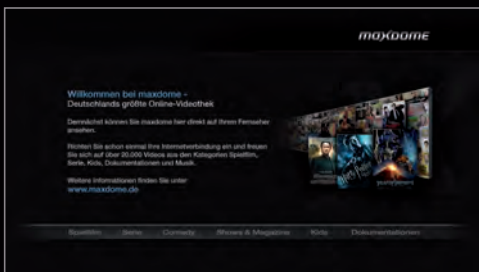 maxdome
Willkommen bei maxdome -
Deutschlands größte Online-Videothek
Demnächst können Sie maxdome hier direkt auf Ihrem Fernseher
ansehen.
Richten Sie schon einmal Ihre Internetverbindung ein und freuen
Sie sich auf über 20.000 Videos aus den Kategorien Spielfilm,
Serie, Kids, Dokumentationen und Musik.
Weitere Informationen finden Sie unter
www.maxdome.de
Spielfilm Serie Comedy Shows & Magazine Kids Dokumentationen